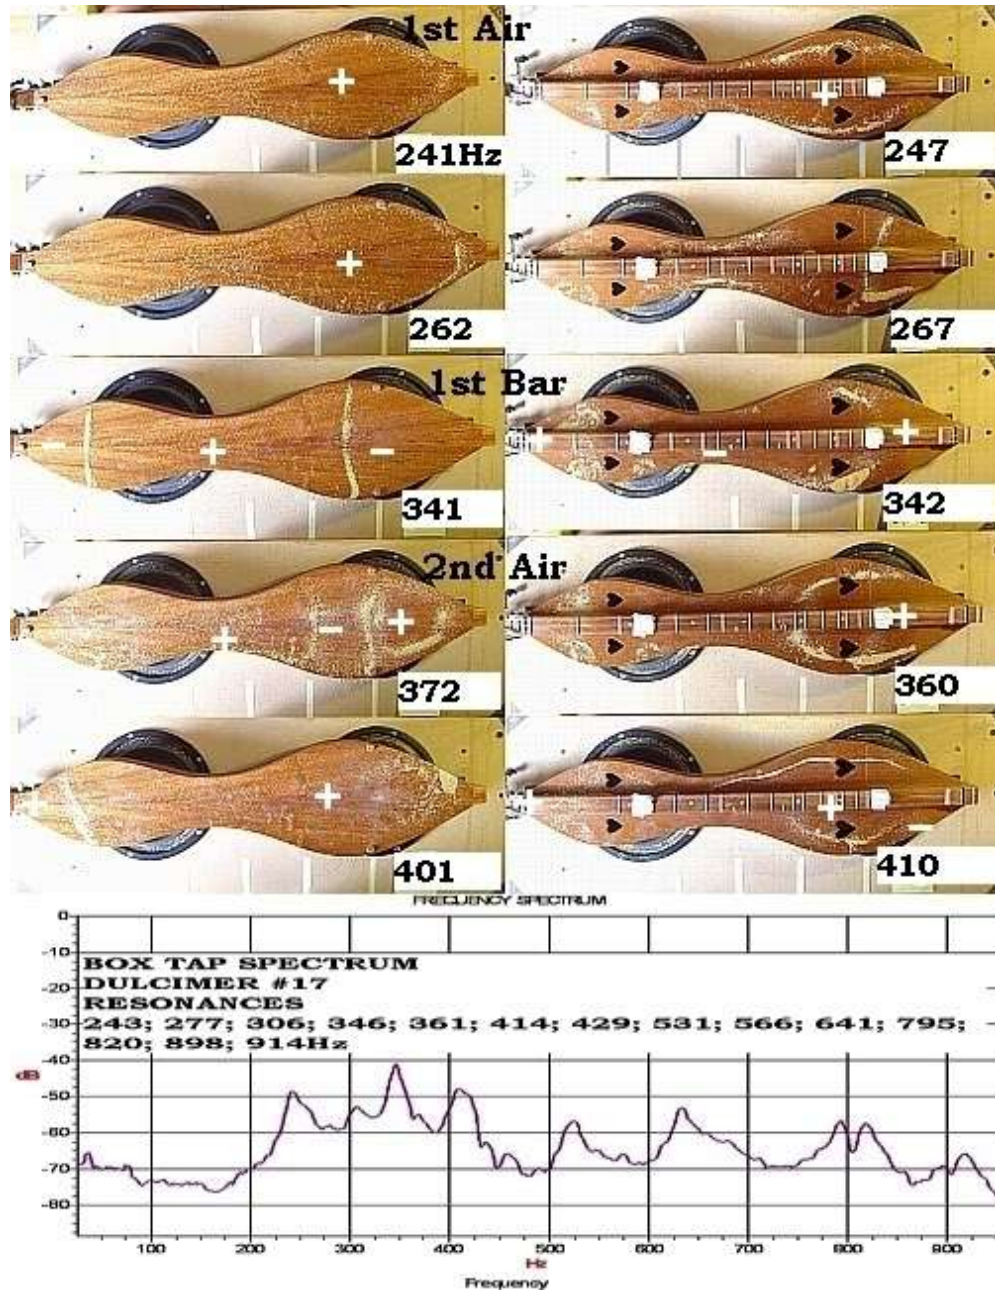 1st Air
241Hz
247
+
+
262
267
+
1st Bar
- + -
+ - +
341
342
2nd Air
+ - +
+
372
360
+ +
+ + -
401
410
FREQUENCY SPECTRUM
0
-10
BOX TAP SPECTRUM
DULCIMER #17
-20
RESONANCES
243; 277; 306; 346; 361; 414; 429; 531; 566; 641; 795;
-30
820; 898; 914Hz
-40
dB
-50
-60
-70
-80
100 200 300 400 500 600 700 800 900
Hz
Frequency